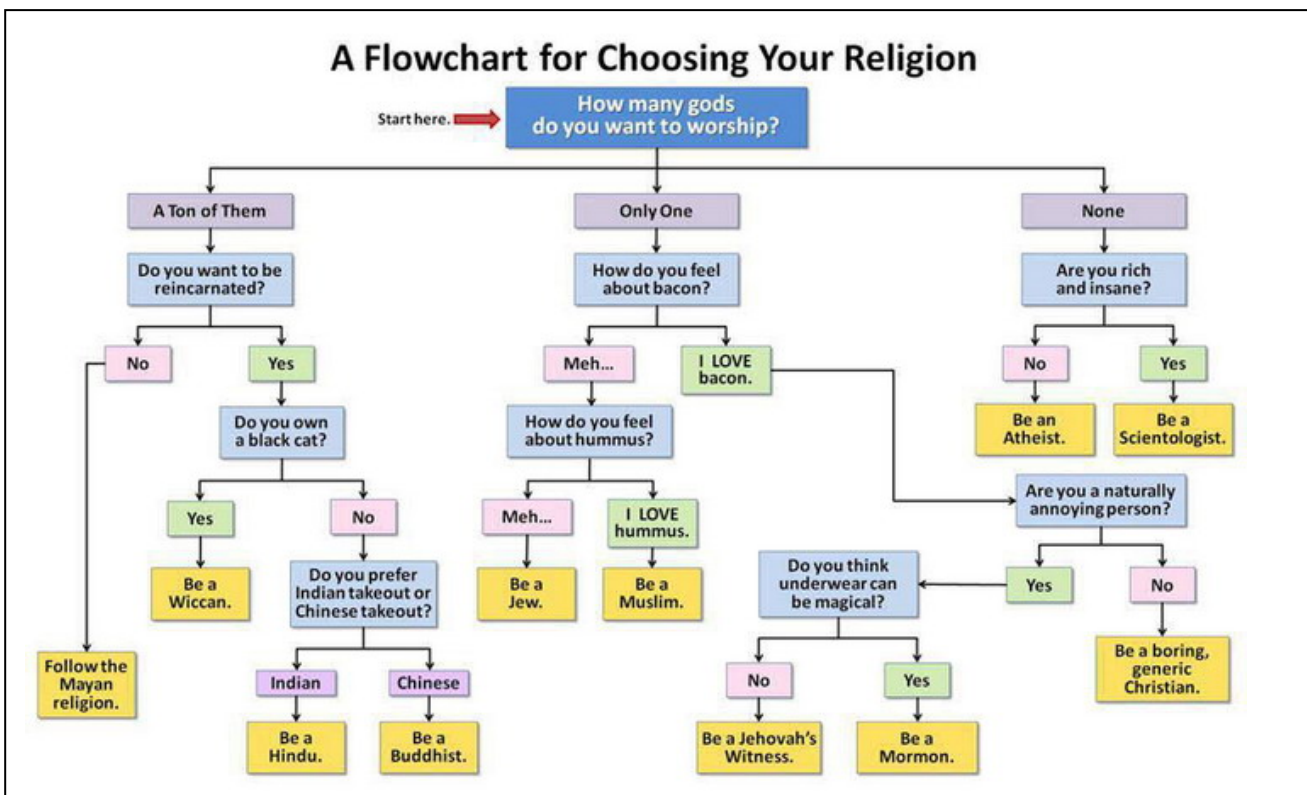 A Flowchart for Choosing Your Religion
Start here.
How many gods
do you want to worship?
A Ton of Them
Only One
None
Do you want to be
reincarnated?
How do you feel
about bacon?
Are you rich
and insane?
No
Yes
Meh...
I LOVE
bacon.
No
Yes
Do you own
a black cat?
How do you feel
about hummus?
Be an
Atheist.
Be a
Scientologist.
Yes
No
Meh...
I LOVE
hummus.
Are you a naturally
annoying person?
Be a
Wiccan.
Do you prefer
Indian takeout or
Chinese takeout?
Be a
Jew.
Be a
Muslim.
Do you think
underwear can
be magical?
Yes
No
Follow the
Mayan
religion.
Indian
Chinese
No
Yes
Be a boring,
generic
Christian.
Be a
Hindu.
Be a
Buddhist.
Be a Jehovah's
Witness.
Be a
Mormon.